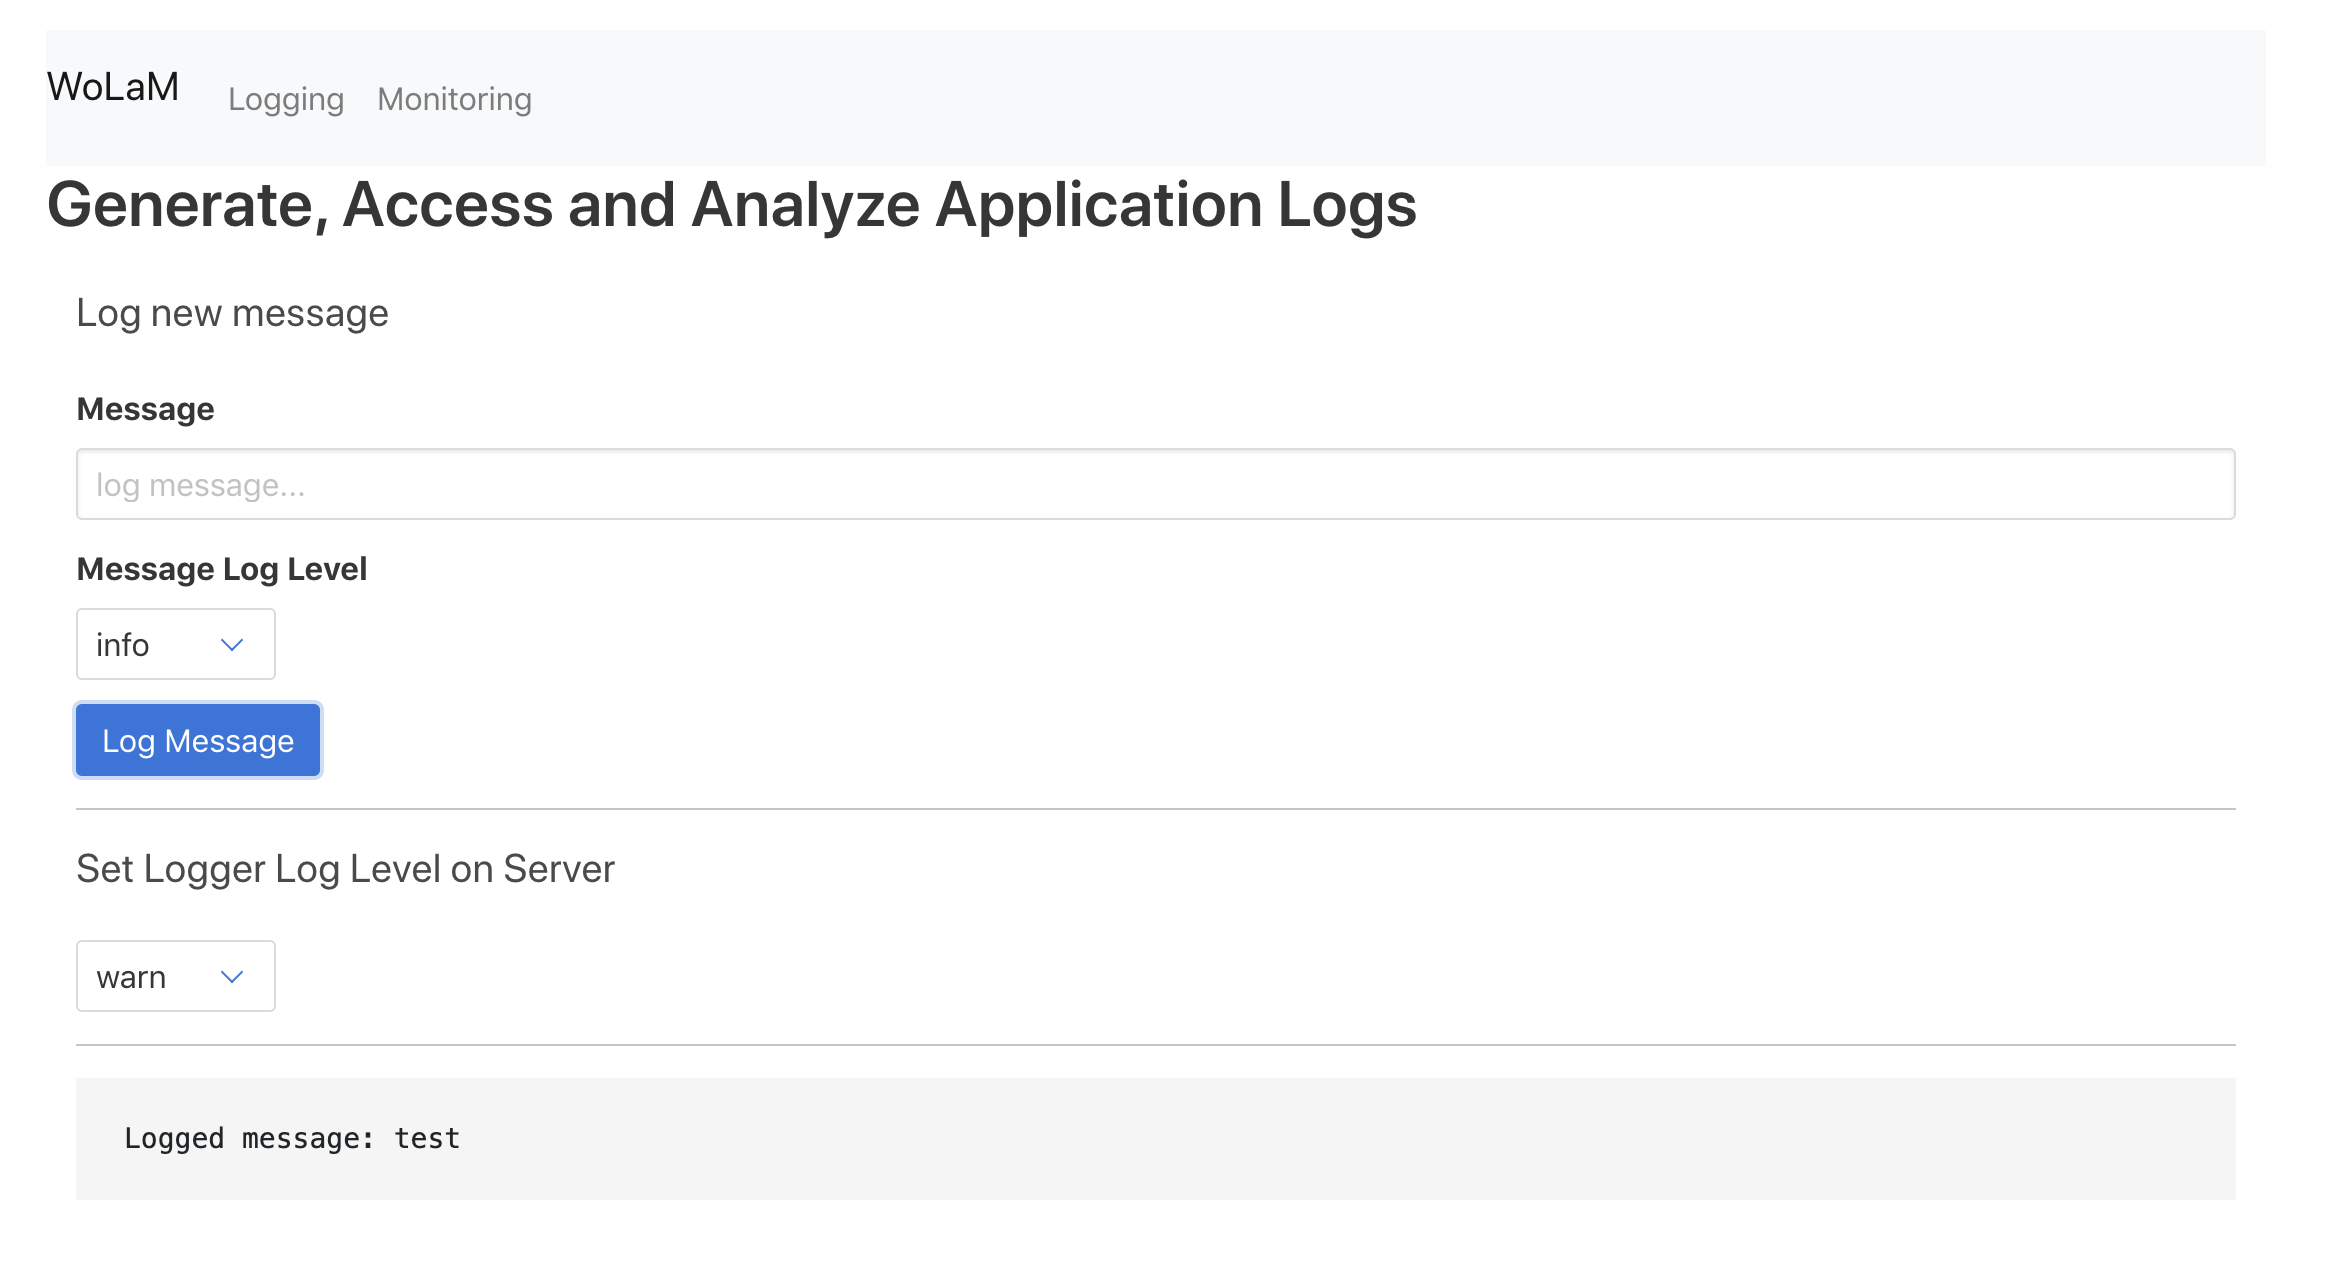 WoLaM Logging Monitoring
Generate, Access and Analyze Application Logs
Log new message
Message
log message...
Message Log Level
info
Log Message
Set Logger Log Level on Server
warn
Logged message: test